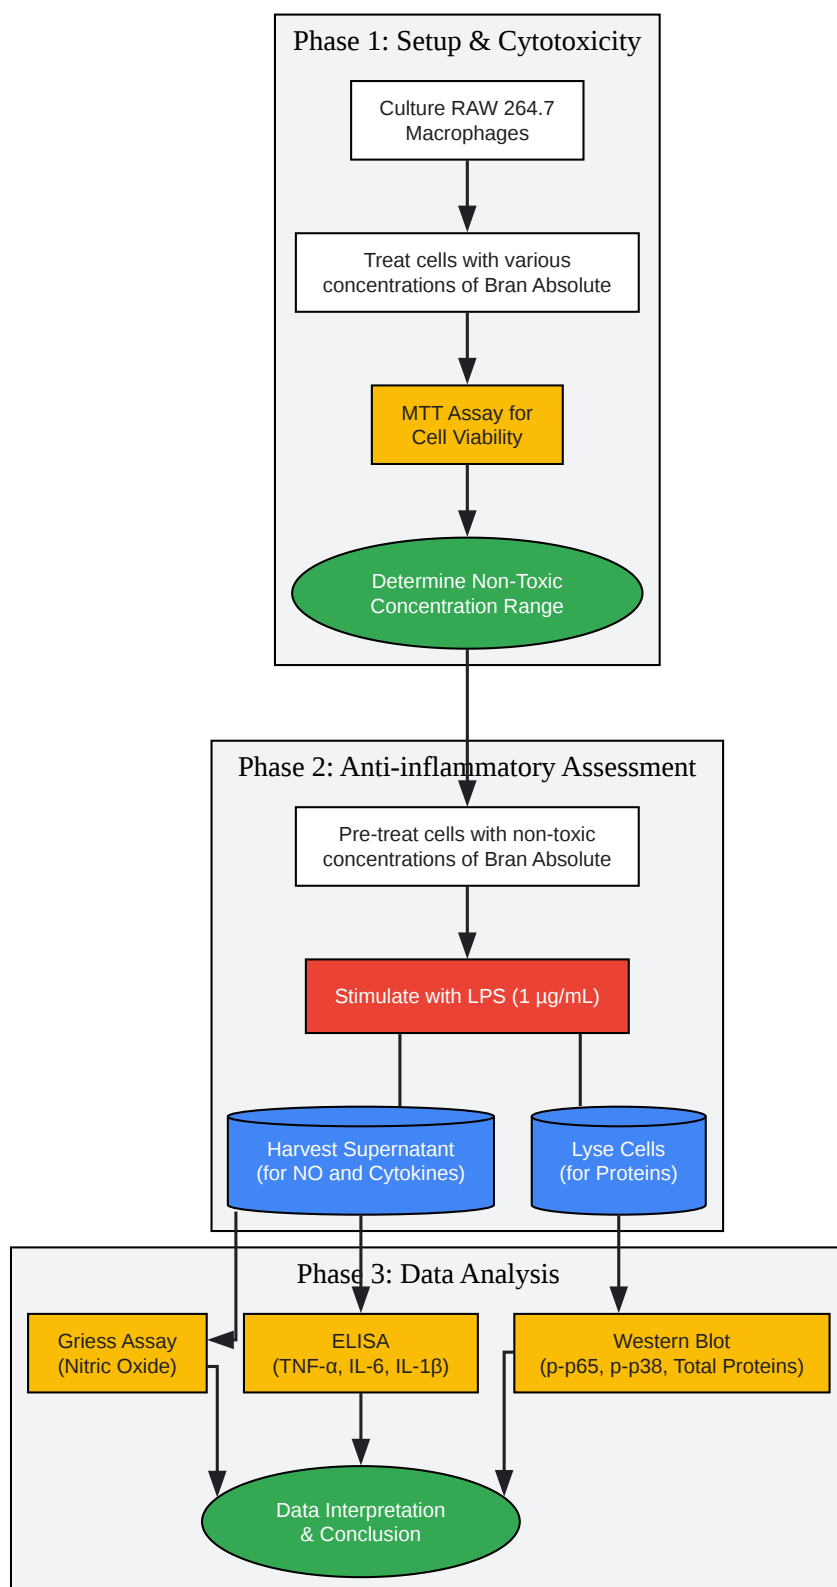 Phase 1: Setup & Cytotoxicity
Culture RAW 264.7
Macrophages
Treat cells with various
concentrations of Bran Absolute
MTT Assay for
Cell Viability
Determine Non-Toxic
Concentration Range
Phase 2: Anti-inflammatory Assessment
Pre-treat cells with non-toxic
concentrations of Bran Absolute
Stimulate with LPS (1 µg/mL)
Harvest Supernatant
(for NO and Cytokines)
Lyse Cells
(for Proteins)
Phase 3: Data Analysis
Griess Assay
(Nitric Oxide)
ELISA
(TNF-α, IL-6, IL-1β)
Western Blot
(p-p65, p-p38, Total Proteins)
Data Interpretation
& Conclusion